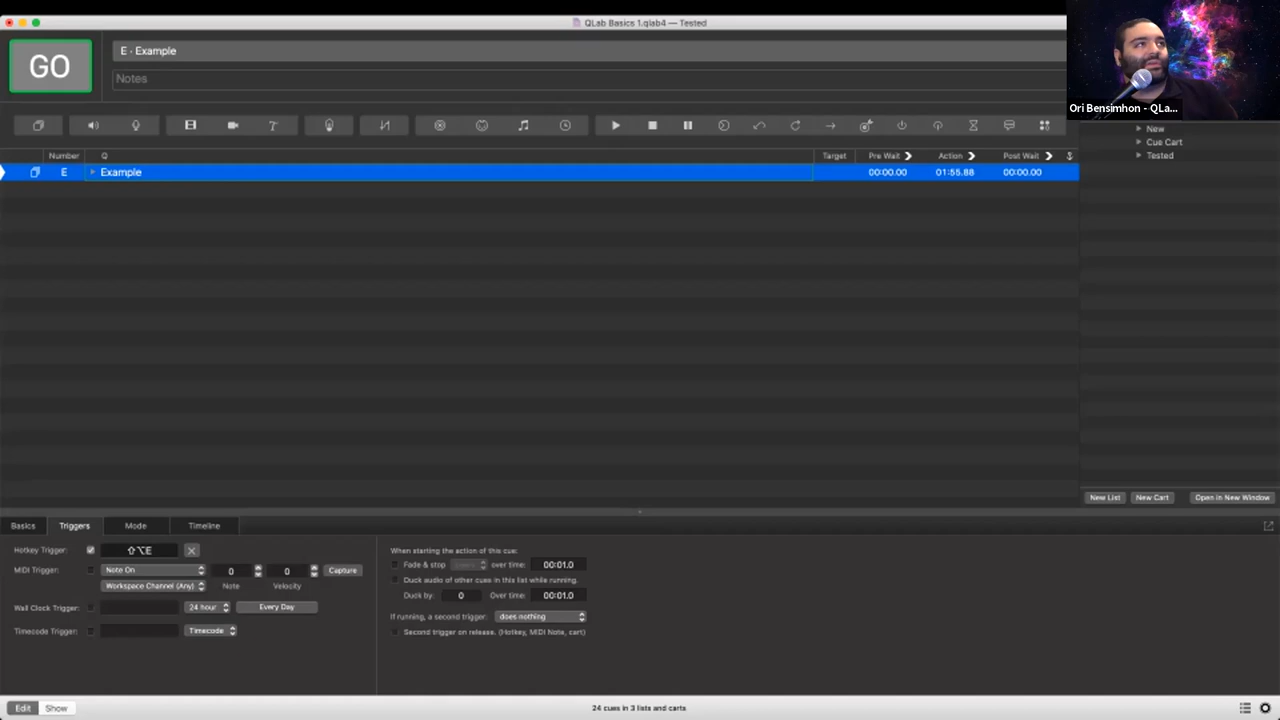 QLab Basics 1.qlab4 — Tested
GO
E · Example
Notes
Ori Bensimhon - QLa...
New
Cue Cart
Tested
Number Q Target Pre Wait Action Post Wait
E Example 00:00.00 01:55.88 00:00.00
New List New Cart Open in New Window
Basics Triggers Mode Timeline
Hotkey Trigger: ⇧⌥E
MIDI Trigger: Note On 0 0 Capture
Workspace Channel (Any) Note Velocity
Wall Clock Trigger: 24 hour Every Day
Timecode Trigger: Timecode
When starting the action of this cue:
Fade & stop over time: 00:01.0
Duck audio of other cues in this list while running.
Duck by: 0 Over time: 00:01.0
If running, a second trigger: does nothing
Second trigger on release. (Hotkey, MIDI Note, cart)
Edit Show 24 cues in 3 lists and carts